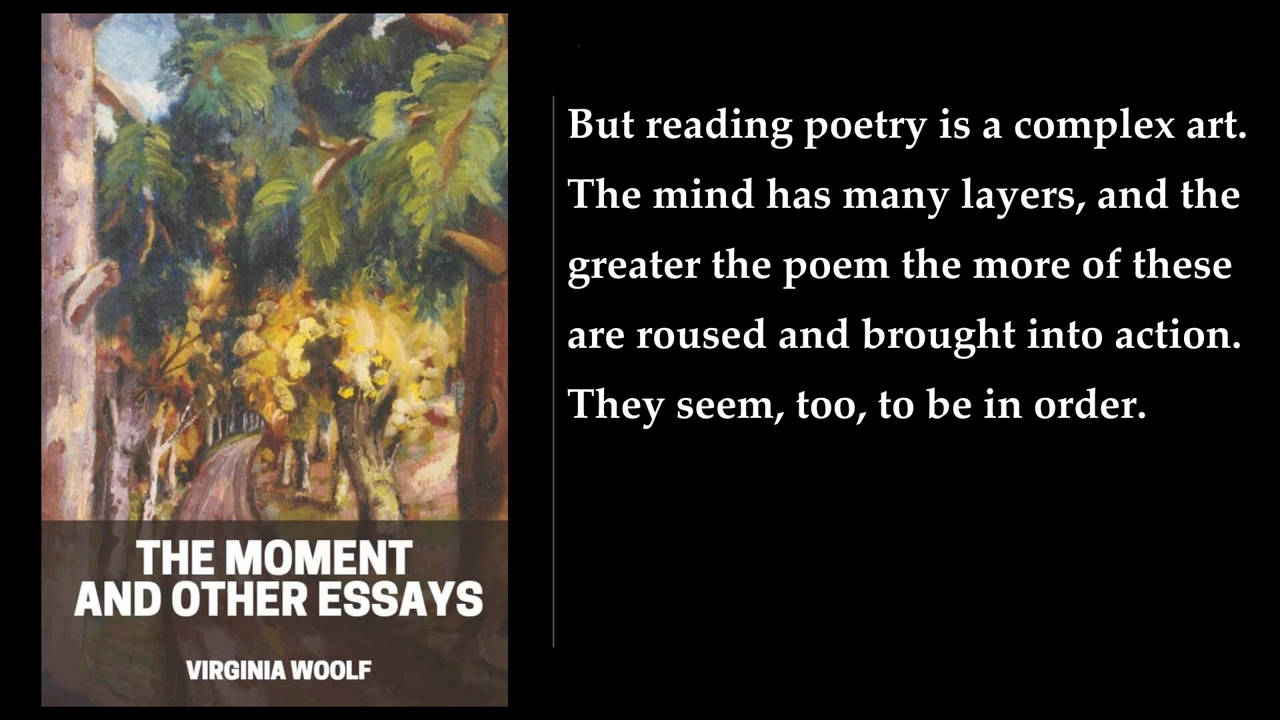 THE MOMENT
AND OTHER ESSAYS
VIRGINIA WOOLF
But reading poetry is a complex art.
The mind has many layers, and the
greater the poem the more of these
are roused and brought into action.
They seem, too, to be in order.